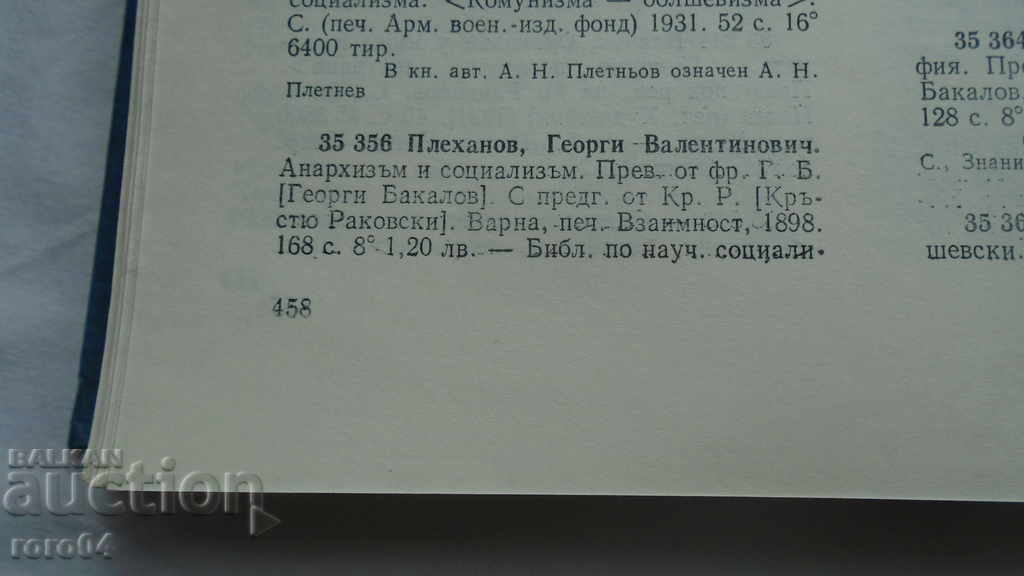 социализма. <Комунизма — болшевизма>.
С. (печ. Арм. воен.-изд. фонд) 1931. 52 с. 16°
6400 тир.
В кн. авт. А. Н. Плетньов означен А. Н.
Плетнев
35 356 Плеханов, Георги Валентинович.
Анархизъм и социализъм. Прев. от фр. Г. Б.
[Георги Бакалов]. С предг. от Кр. Р. [Кръ-
стю Раковски]. Варна, печ. Взаимност, 1898.
168 с. 8° 1,20 лв. — Библ. по науч. социали-
458
35 364
фия. Пре
Бакалов.
128 с. 8°
С., Знани
35 36
шевски.
BALKAN
auction
roro04